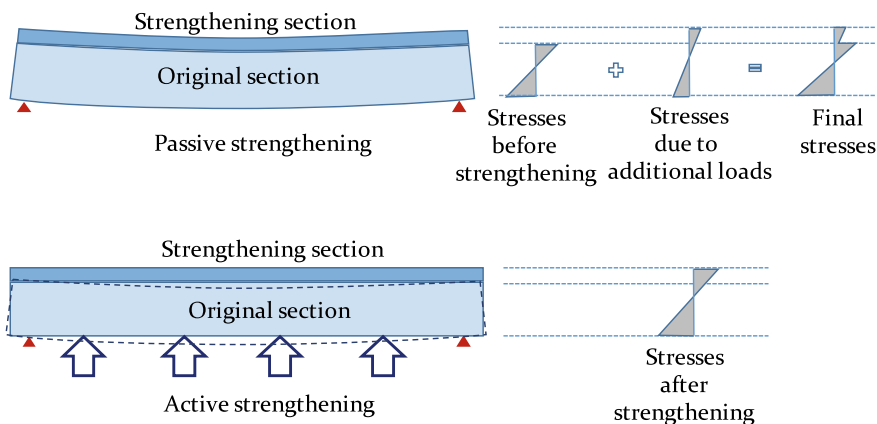 Strengthening section
Original section
Passive strengthening
Stresses
before
strengthening
Stresses
due to
additional loads
Final
stresses
Strengthening section
Original section
Active strengthening
Stresses
after
strengthening